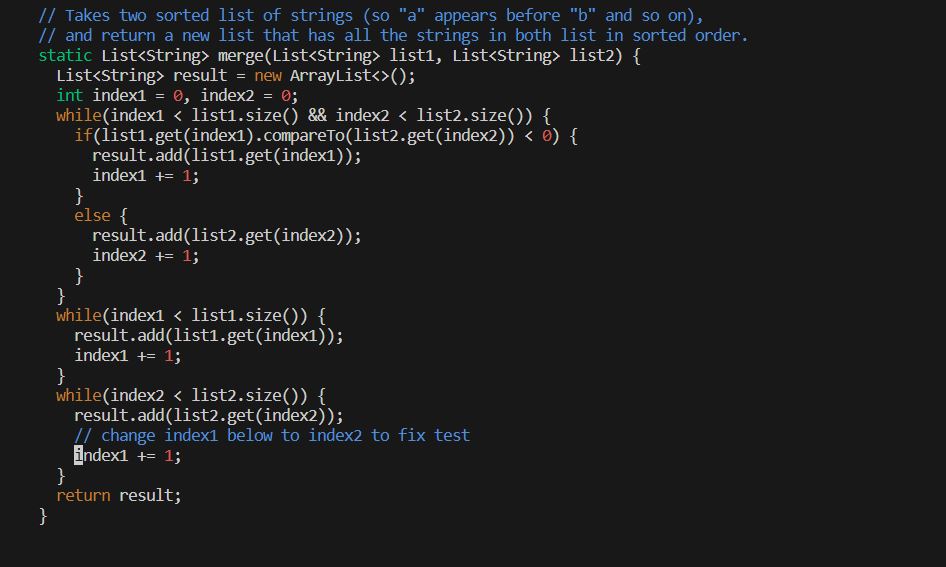 // Takes two sorted list of strings (so "a" appears before "b" and so on),
// and return a new list that has all the strings in both list in sorted order.
static List<String> merge(List<String> list1, List<String> list2) {
  List<String> result = new ArrayList<>();
  int index1 = 0, index2 = 0;
  while(index1 < list1.size() && index2 < list2.size()) {
    if(list1.get(index1).compareTo(list2.get(index2)) < 0) {
      result.add(list1.get(index1));
      index1 += 1;
    }
    else {
      result.add(list2.get(index2));
      index2 += 1;
    }
  }
  while(index1 < list1.size()) {
    result.add(list1.get(index1));
    index1 += 1;
  }
  while(index2 < list2.size()) {
    result.add(list2.get(index2));
    // change index1 below to index2 to fix test
    index1 += 1;
  }
  return result;
}